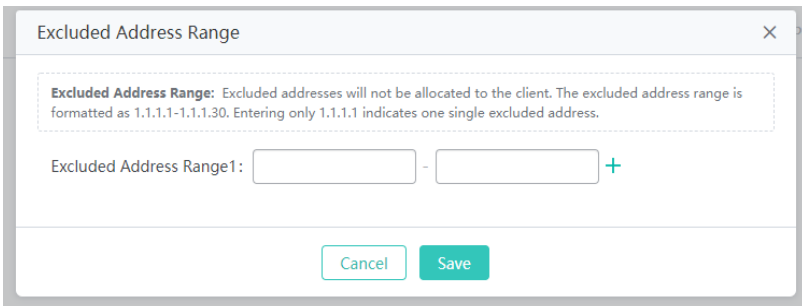 Excluded Address Range
Excluded Address Range: Excluded addresses will not be allocated to the client. The excluded address range is
formatted as 1.1.1.1-1.1.1.30. Entering only 1.1.1.1 indicates one single excluded address.
Excluded Address Range1: - +
Cancel Save